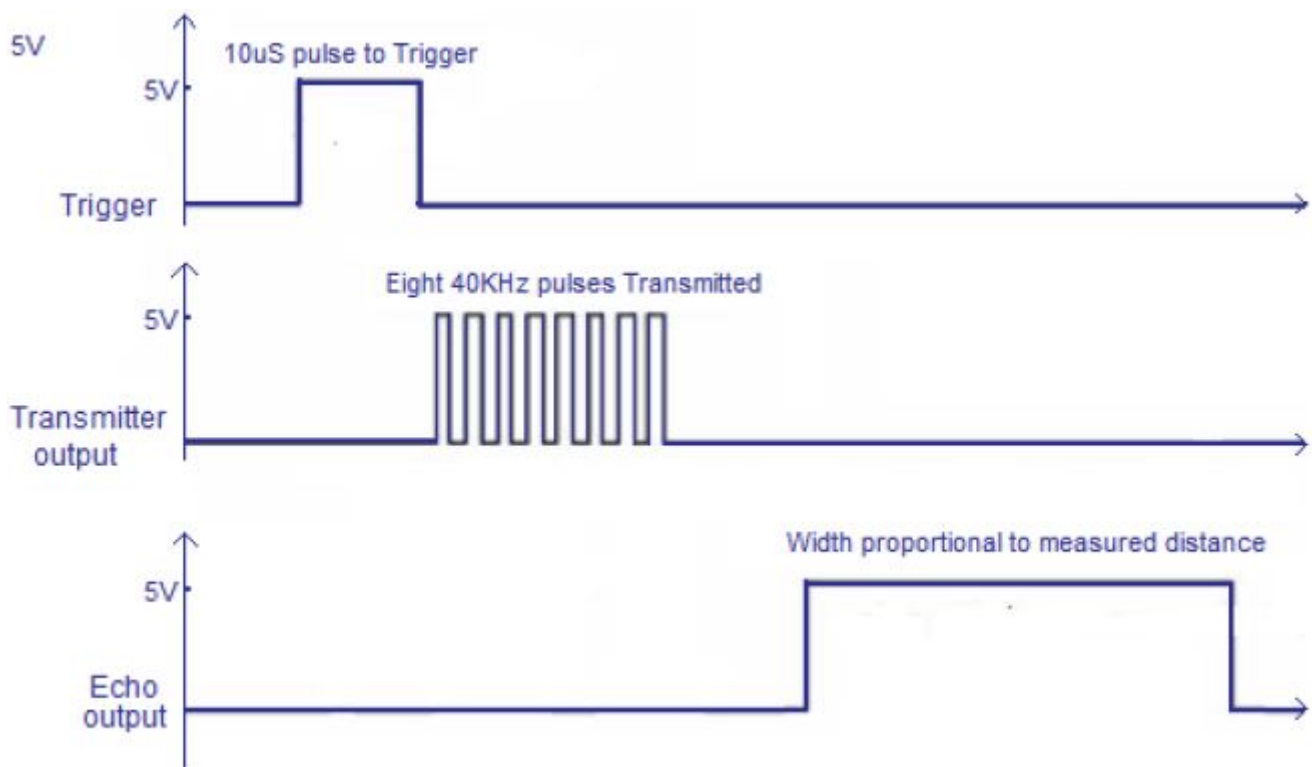 5V
10uS pulse to Trigger
5V
Trigger
Eight 40KHz pulses Transmitted
5V
Transmitter
output
Width proportional to measured distance
5V
Echo
output